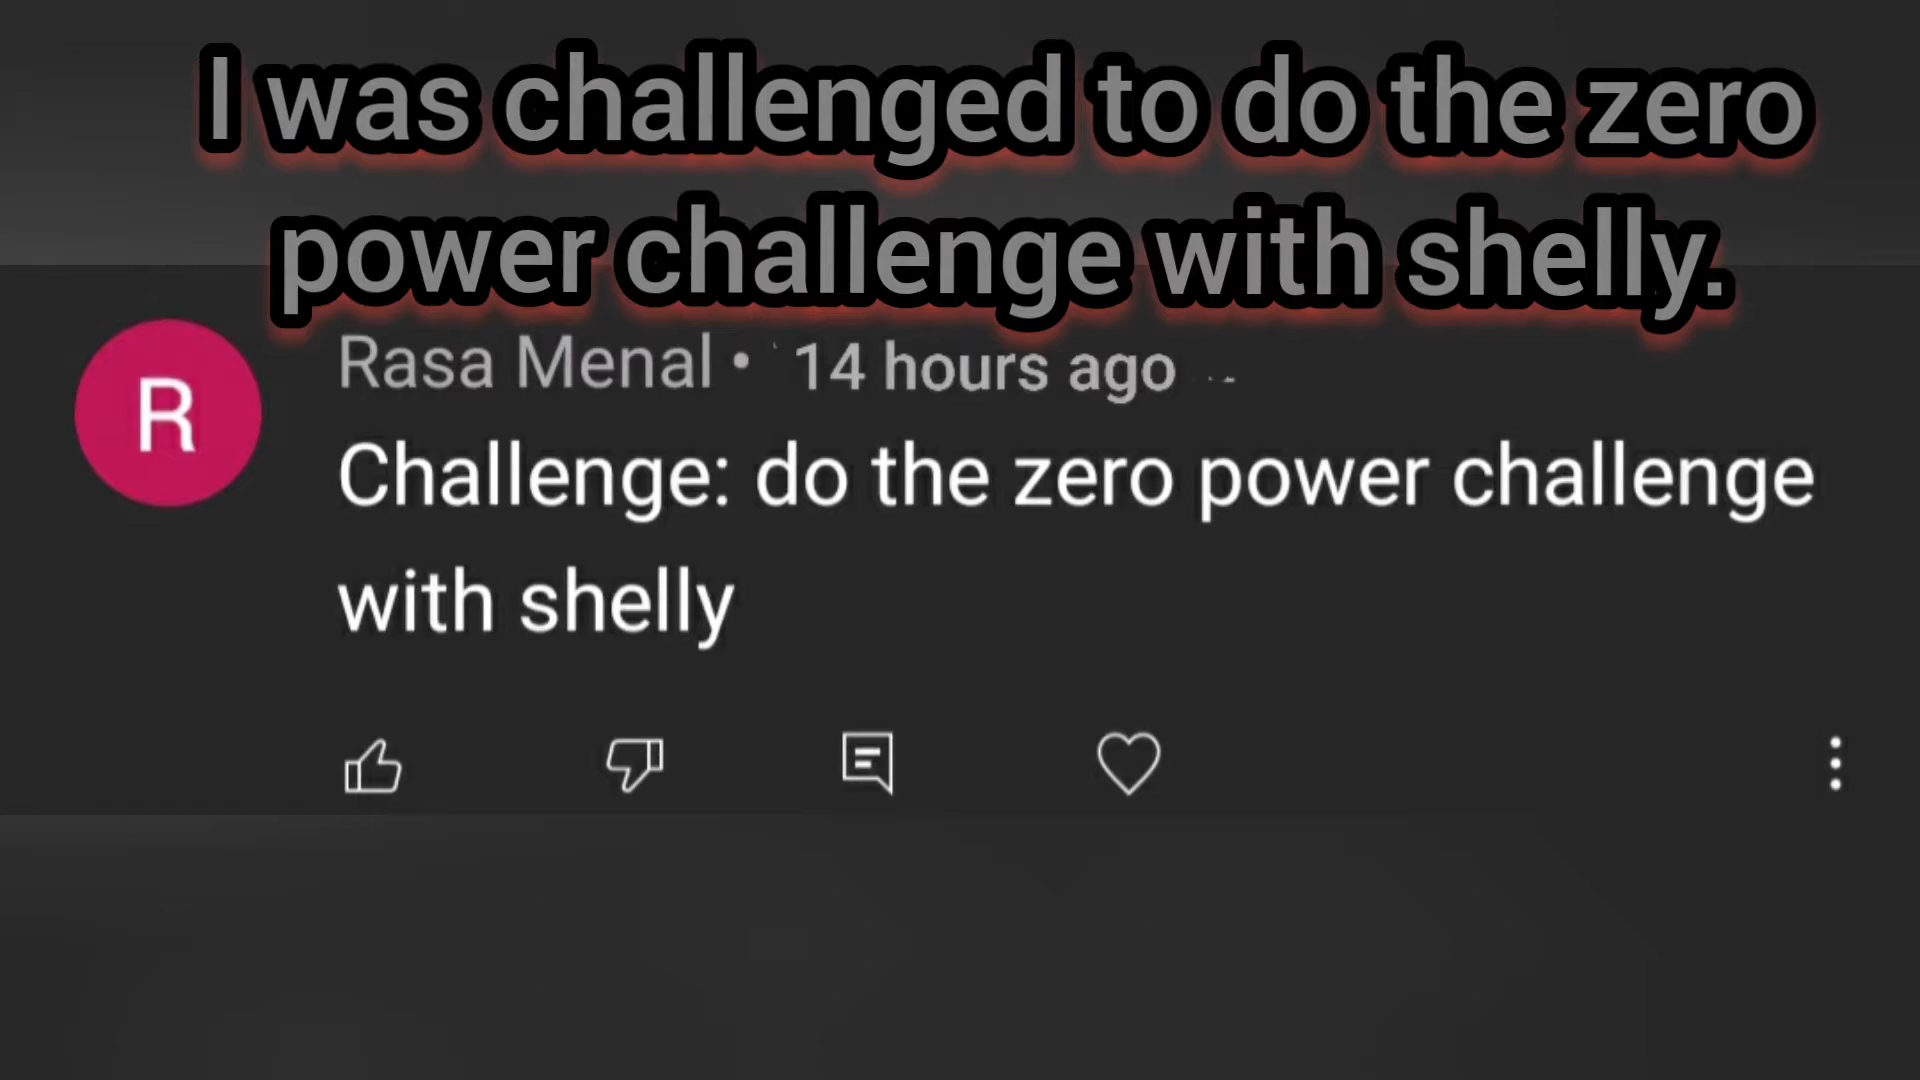 I was challenged to do the zero
power challenge with shelly.
Rasa Menal • 14 hours ago
R
Challenge: do the zero power challenge
with shelly